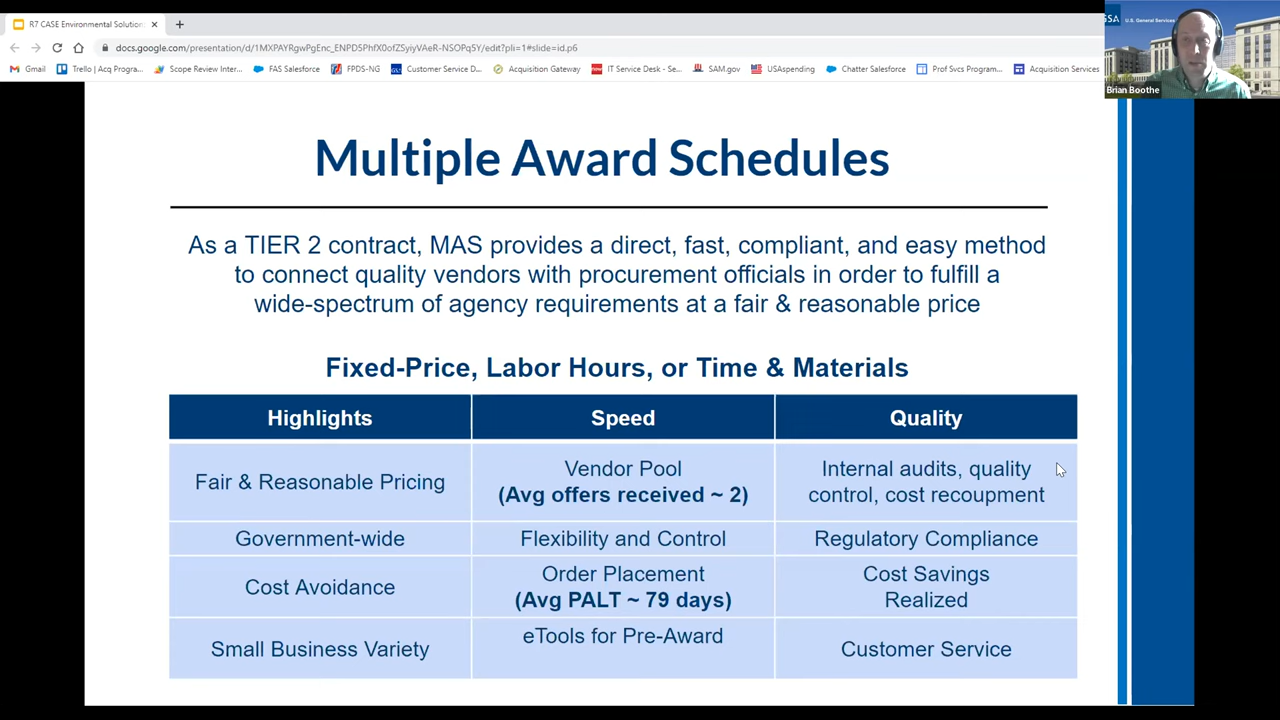 R7 CASE Environmental Solution
docs.google.com/presentation/d/1MXPAYRgwPgEnc_ENPD5PhfX0ofZSyiyVAeR-NSOPq5Y/edit?pli=1#slide=id.p6
Gmail
Trello | Acq Progra...
Scope Review Inter...
FAS Salesforce
FPDS-NG
Customer Service D...
Acquisition Gateway
IT Service Desk - Se...
SAM.gov
USAspending
Chatter Salesforce
Prof Svcs Program...
Acquisition Services
GSA U.S. General Services
Brian Boothe
Multiple Award Schedules
As a TIER 2 contract, MAS provides a direct, fast, compliant, and easy method
to connect quality vendors with procurement officials in order to fulfill a
wide-spectrum of agency requirements at a fair & reasonable price
Fixed-Price, Labor Hours, or Time & Materials
Highlights Speed Quality
Fair & Reasonable Pricing
Vendor Pool
(Avg offers received ~ 2)
Internal audits, quality
control, cost recoupment
Government-wide
Flexibility and Control
Regulatory Compliance
Cost Avoidance
Order Placement
(Avg PALT ~ 79 days)
Cost Savings
Realized
Small Business Variety
eTools for Pre-Award
Customer Service